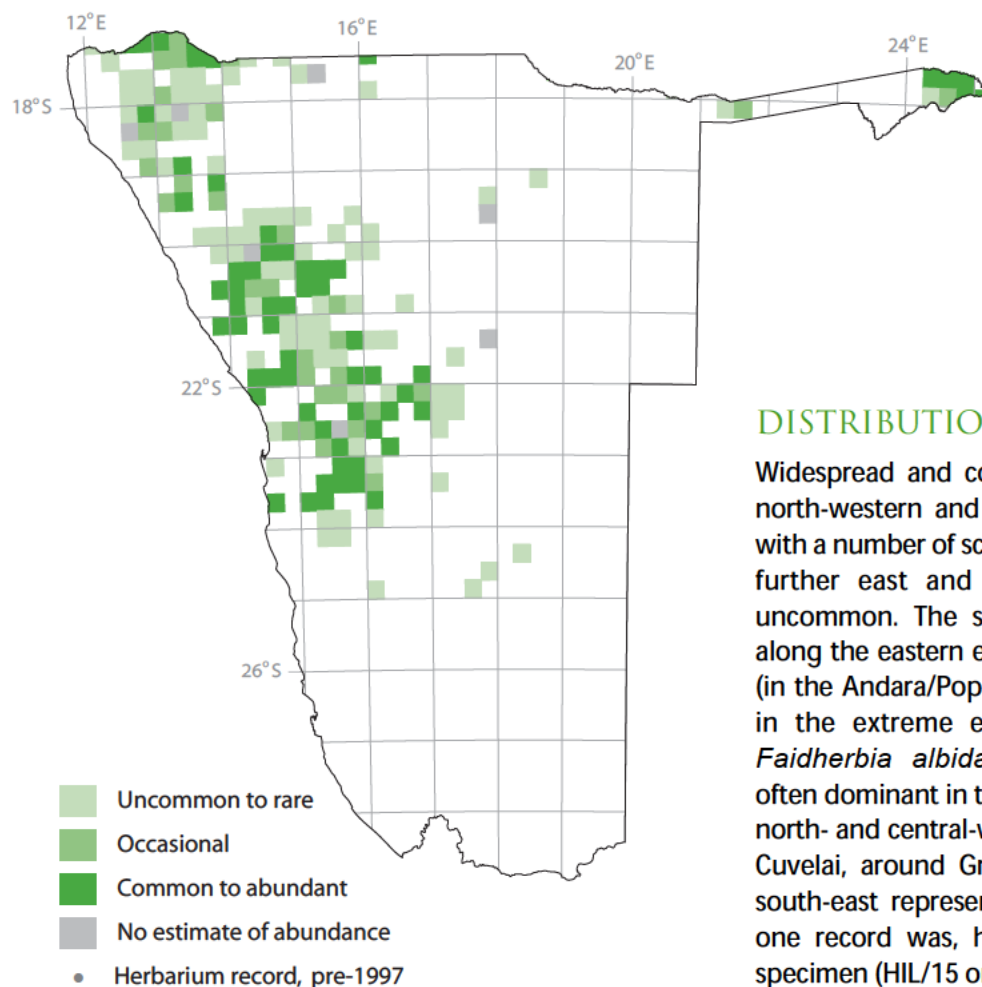 12°E
16°E
20°E
24°E
18°S
22°S
26°S
Uncommon to rare
Occasional
Common to abundant
No estimate of abundance
Herbarium record, pre-1997
DISTRIBUTIO
Widespread and co
north-western and
with a number of sc
further east and
uncommon. The s
along the eastern e
(in the Andara/Pop
in the extreme e
Faidherbia albida
often dominant in t
north- and central-w
Cuvelai, around Gr
south-east represer
one record was, h
specimen (HIL/15 o